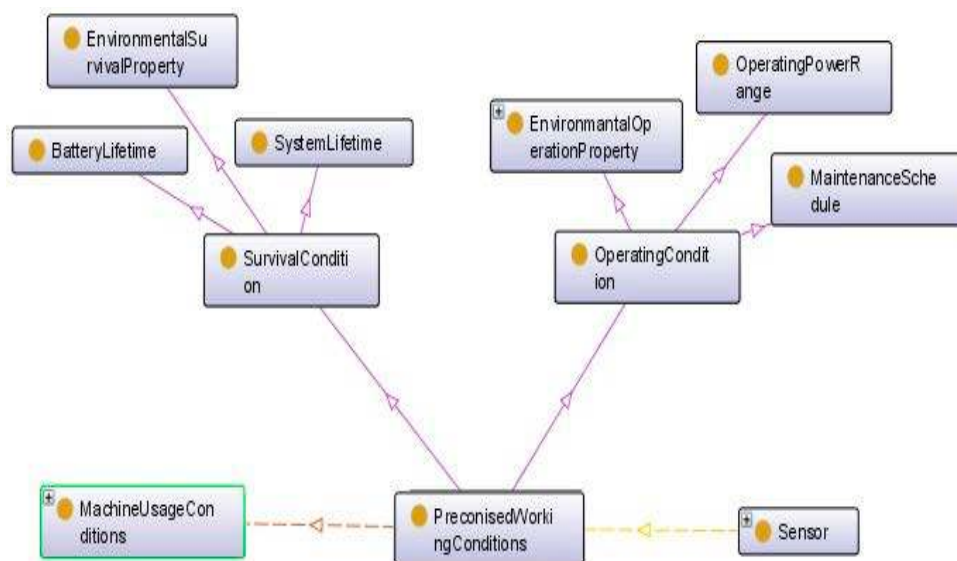 EnvironmentalSu
rvivalProperty
OperatingPowerR
ange
EnvironmantalOp
erationProperty
BatteryLifetime
SystemLifetime
MaintenanceSche
dule
SurvivalConditi
on
OperatingCondit
ion
MachineUsageCon
ditions
PreconisedWorki
ngConditions
Sensor